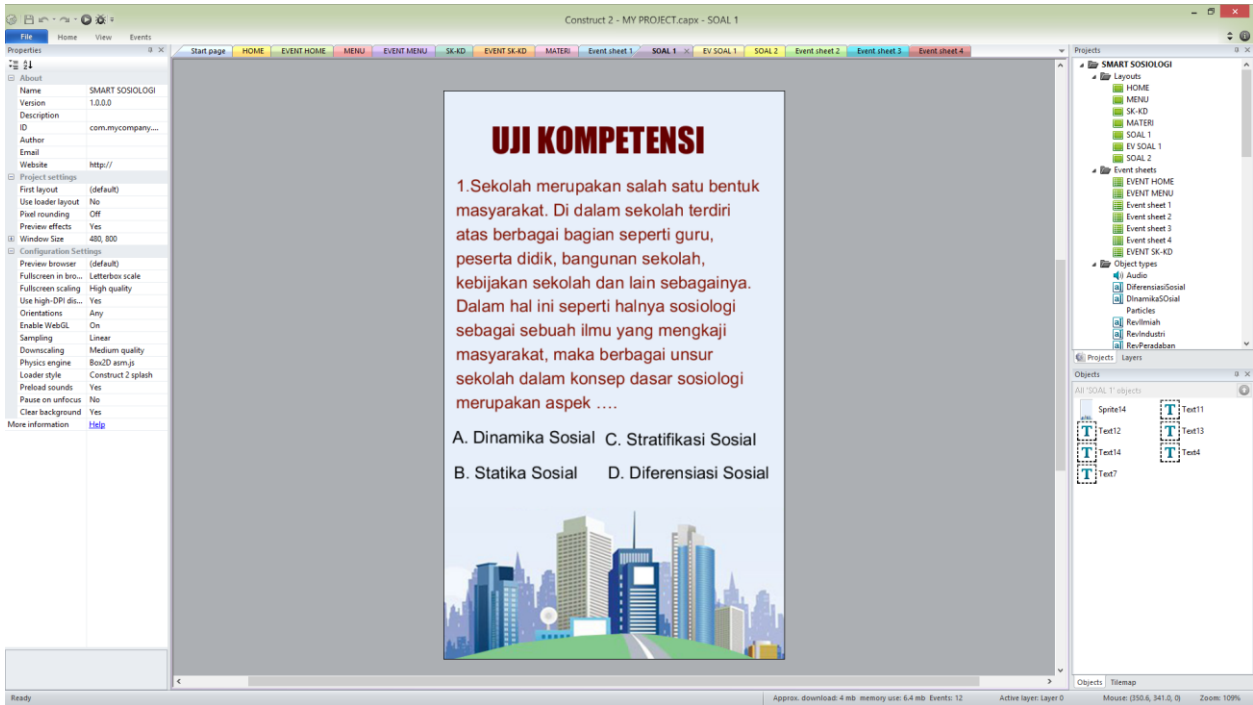 Construct 2 - MY PROJECT.capx - SOAL 1
File Home View Events
Properties
Start page HOME EVENT HOME MENU EVENT MENU SK-KD EVENT SK-KD MATERI Event sheet 1 SOAL 1 EV SOAL 1 SOAL 2 Event sheet 2 Event sheet 3 Event sheet 4
About
Name SMART SOSIOLOGI
Version 1.0.0.0
Description
ID com.mycompany....
Author
Email
Website http://
Project settings
First layout (default)
Use loader layout No
Pixel rounding Off
Preview effects Yes
Window Size 480, 800
Configuration Settings
Preview browser (default)
Fullscreen in bro... Letterbox scale
Fullscreen scaling High quality
Use high-DPI dis... Yes
Orientations Any
Enable WebGL On
Sampling Linear
Downscaling Medium quality
Physics engine Box2D asm.js
Loader style Construct 2 splash
Preload sounds Yes
Pause on unfocus No
Clear background Yes
More information Help
UJI KOMPETENSI
1.Sekolah merupakan salah satu bentuk
masyarakat. Di dalam sekolah terdiri
atas berbagai bagian seperti guru,
peserta didik, bangunan sekolah,
kebijakan sekolah dan lain sebagainya.
Dalam hal ini seperti halnya sosiologi
sebagai sebuah ilmu yang mengkaji
masyarakat, maka berbagai unsur
sekolah dalam konsep dasar sosiologi
merupakan aspek ….
A. Dinamika Sosial C. Stratifikasi Sosial
B. Statika Sosial D. Diferensiasi Sosial
Projects
SMART SOSIOLOGI
Layouts
HOME
MENU
SK-KD
MATERI
SOAL 1
EV SOAL 1
SOAL 2
Event sheets
EVENT HOME
EVENT MENU
Event sheet 1
Event sheet 2
Event sheet 3
Event sheet 4
EVENT SK-KD
Object types
Audio
DiferensiasiSosial
DInamikaSOsial
Particles
RevIlmiah
RevIndustri
RevPeradaban
Projects Layers
Objects
All 'SOAL 1' objects
Sprite14 Text11
Text12 Text13
Text14 Text4
Text7
Objects Tilemap
Ready
Approx. download: 4 mb memory use: 6.4 mb Events: 12 Active layer: Layer 0 Mouse: (350.6, 341.0, 0) Zoom: 109%